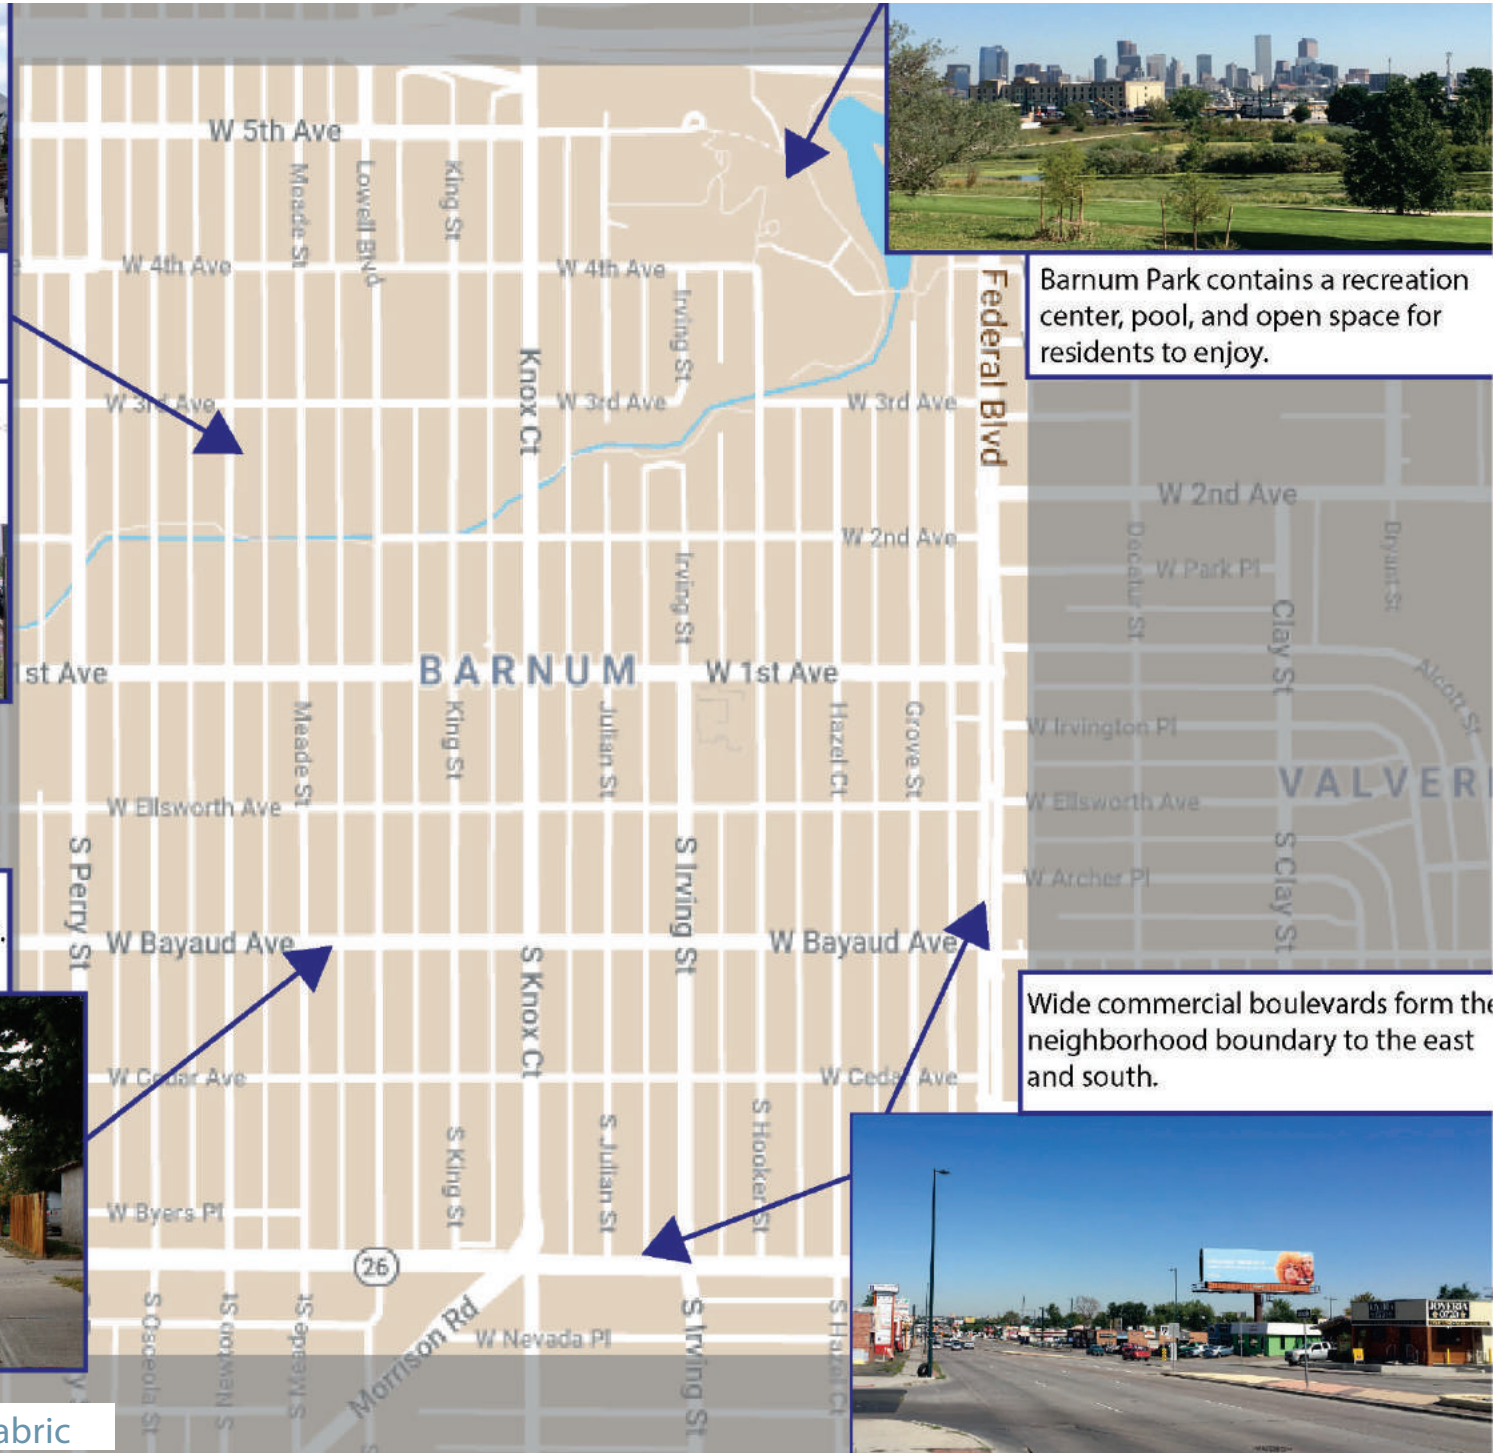 W 5th Ave
Meade St
Lowell Blvd
King St
W 4th Ave
W 4th Ave
Irving St
Federal Blvd
Barnum Park contains a recreation
center, pool, and open space for
residents to enjoy.
Knox Ct
W 3rd Ave
W 3rd Ave
W 3rd Ave
W 2nd Ave
W 2nd Ave
Decatur St
Bryant St
W Park Pl
Irving St
Clay St
1st Ave
BARNUM
W 1st Ave
Alcott St
Meade St
King St
Julian St
Hazel Ct
Grove St
W Irvington Pl
VALVER
W Ellsworth Ave
W Ellsworth Ave
S Perry St
S Irving St
S Clay St
W Archer Pl
W Bayaud Ave
W Bayaud Ave
S Knox Ct
Wide commercial boulevards form the
neighborhood boundary to the east
and south.
W Cedar Ave
W Cedar Ave
S King St
S Julian St
S Hooker St
W Byers Pl
26
Morrison Rd
W Nevada Pl
S Osceola St
S Newton St
S Meade St
S Irving St
S Hazel Ct
JOYERIA
abric